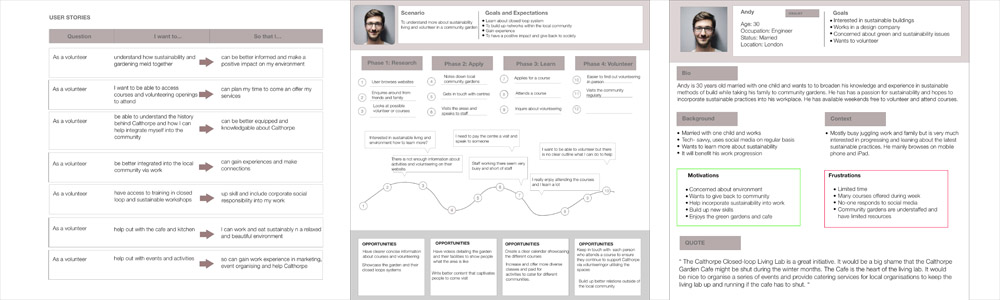 USER STORIES
Question
I want to...
So that i...
As a volunteer
understand how sustainability and
gardening meld together
can be better informed and make a
positive impact on my environment
As a volunteer
I want to be able to access
courses and volunteering openings
to attend
can plan my time to come an offer my
services
As a volunteer
be able to understand the history
behind Calthorpe and how I can
help integrate myself into the
community
can be better equipped and
knowledgable about Calthorpe
As a volunteer
be better integrated into the local
community via work
can gain experiences and make
connections
As a volunteer
have access to training in closed
loop and sustainable workshops
up skill and include corporate social
responsibility into my work
As a volunteer
help out with the cafe and kitchen
I can work and eat sustainably n a relaxed
and beautiful environment
As a volunteer
help out with events and activities
so can gain work experience in marketing,
event organising and help Calthorpe
Scenario
To understand more about sustainability
living and volunteer in a community garden
Goals and Expectations
Learn about closed loop system
To build up networks within the local community
Gain experience
To have a positive impact and give back to society
Phase 1: Research
Phase 2: Apply
Phase 3: Learn
Phase 4: Volunteer
1
User browses websites
2
Enquires around from
friends and family
3
Looks at possible
volunteer or courses
4
Notes down local
community gardens
5
Gets in touch with centres
6
Visits the areas and
speaks to staff
7
Applies for a course
8
Attends a course
9
Inquire about volunteering
10
Easier to find out volunteering
in person
Visits the community
regularly
Interested in sustainable living and
environment how to learn more?
There is not enough information about
activities and volunteering on their
website
I need to pay the centre a visit and
speak to someone
Staff working there seem very
busy and short of staff
I want to be able to volunteer but there
is no clear outline what I can do to help
I really enjoy attending the courses
and I learn a lot
1
2
3
4
5
6
7
8
9
10
OPPORTUNITIES
Have clearer concise information
about courses and volunteering
Showcase the garden and their
closed loop systems
OPPORTUNITIES
Have videos detailing the garden
and their facilities to show people
what the area is like
Write better content that captivates
people to come visit
OPPORTUNITIES
Create a clear calendar showcasing
the different courses.
Increase and offer more diverse
classes and paid for
activities to cater for different
communities.
OPPORTUNITIES
Keep in touch with each person
who attends to ensure
they continue to support Calthorpe
via volunteering or utilising the
spaces.
Build up better relations outside of
the local community
Andy
Age: 30
Occupation: Engineer
Status: Married
Location: London
Goals
Interested in sustainable buildings
Works in a design company
Concerned about green and sustainability issues
Wants to volunteer
Bio
Andy is 30 years old married with one child and wants to to broaden his knowledge and experience in sustainable
methods of build while taking his family to community gardens. He has has a passion for sustainability and hopes to
incorporate sustainable practices into his workplace. He has available weekends free to volunteer and attend courses.
Background
Married with one child and works
Tech- savvy, uses social media on regular basis
Wants to learn more about sustainability
It will benefit his work progression
Context
Mostly busy juggling work and family but is very much
interested in progressing and leaning about the latest
sustainable practices. He mainly browses on mobile
phone and iPad.
Motivations
Concerned about environment
Wants to give back to community
Help incorporate sustainability into work
Build up new skills
Enjoys the green gardens and cafe
Frustrations
Limited time
Many courses offered during week
No-one responds to social media
Community gardens are understaffed and
have limited resources
QUOTE
" The Calthorpe Closed-loop Living Lab is a great initiative. It would be a big shame that the Calthorpe
Garden Cafe might be shut during the winter months. The Cafe is the heart of the living lab. It would
be nice to organise a series of events and provide catering services for local organisations to keep the
living lab up and running if the cafe has to shut. "